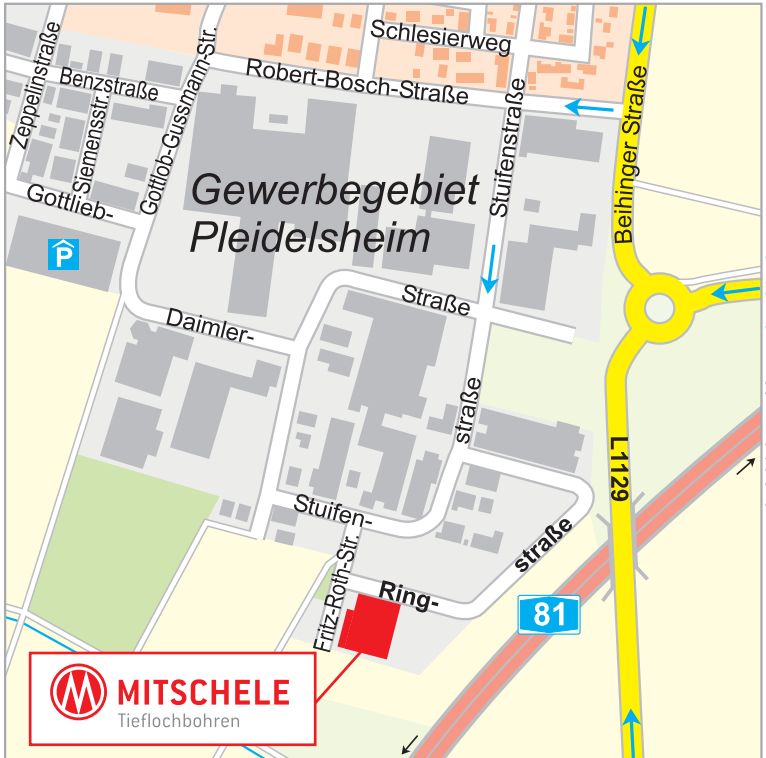 Schlesierweg
Zeppelinstraße
Benzstraße
Siemensstr.
Gottlob-Gussmann-Str.
Robert-Bosch-Straße
Stuifenstraße
Beihinger Straße
Gewerbegebiet
Pleidelsheim
Gottlieb-
P
Daimler-
Straße
straße
L1129
Stuifen-
straße
Fritz-Roth-Str.
Ring-
81
M
MITSCHELE
Tieflochbohren